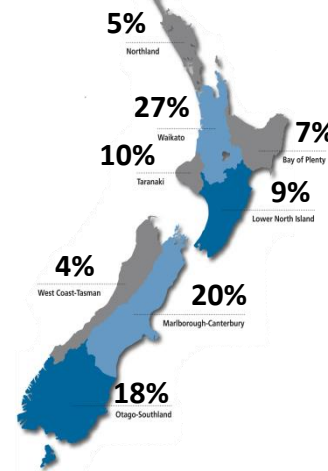 5%
Northland
27%
Waikato
7%
Bay of Plenty
10%
Taranaki
9%
Lower North Island
4%
West Coast-Tasman
20%
Marlborough-Canterbury
18%
Otago-Southland